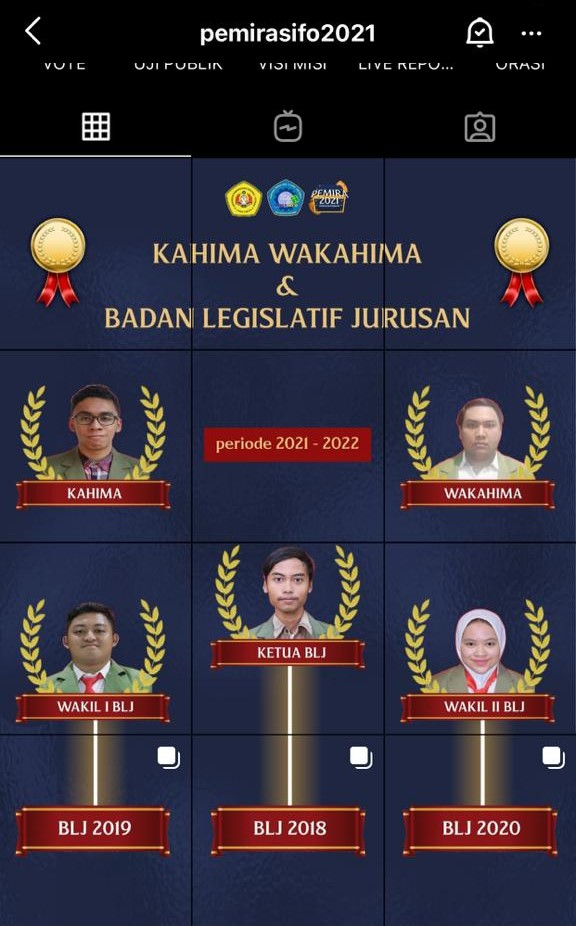 pemirasifo2021
VOTE UJI PUBLIK VISI MISI LIVE REPO... ORASI
PEMIRA
2021
KAHIMA WAKAHIMA
&
BADAN LEGISLATIF JURUSAN
periode 2021 - 2022
KAHIMA
WAKAHIMA
KETUA BLJ
WAKIL I BLJ
WAKIL II BLJ
BLJ 2019
BLJ 2018
BLJ 2020